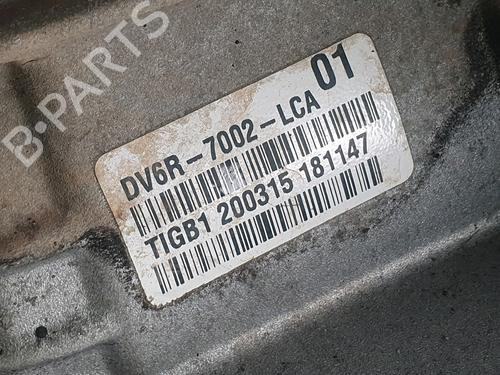 B-PARTS
01
DV6R-7002-LCA
TIGB1 200315 181147